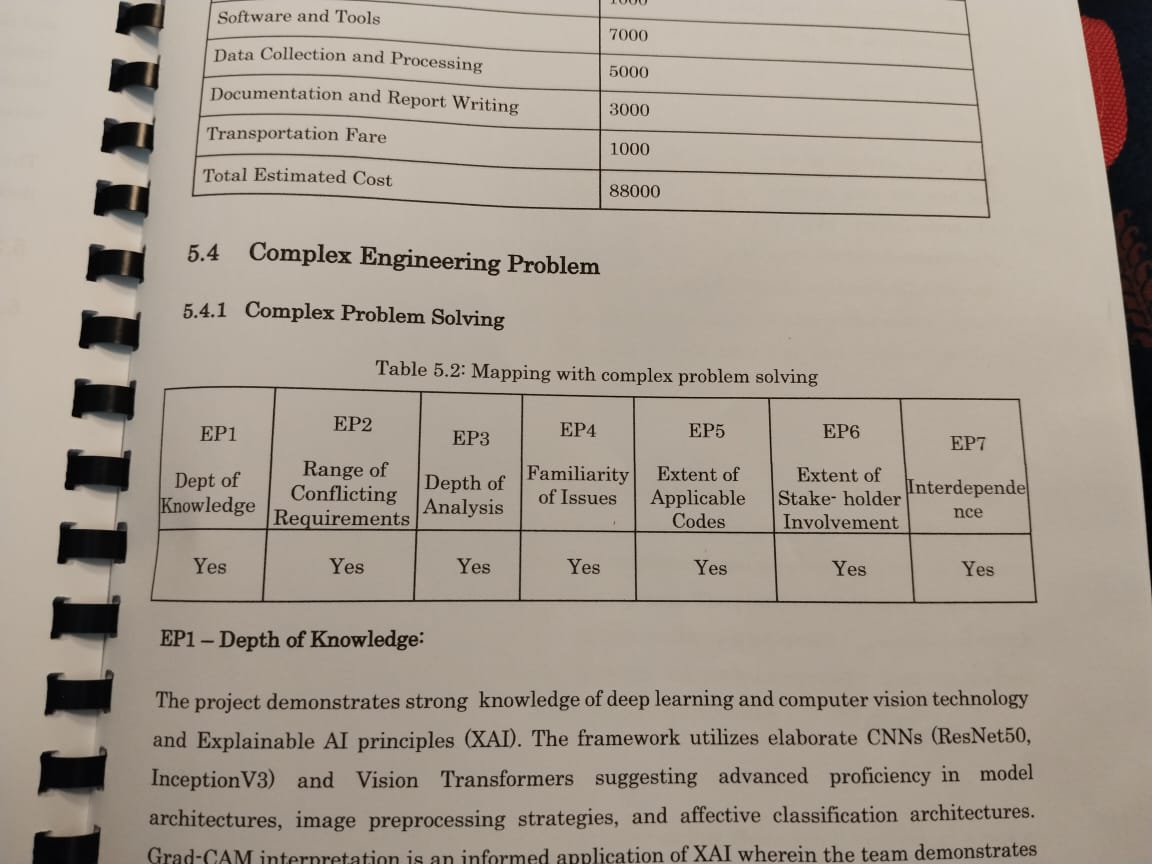 Software and Tools
7000
Data Collection and Processing
5000
Documentation and Report Writing
3000
Transportation Fare
1000
Total Estimated Cost
88000
5.4 Complex Engineering Problem
5.4.1 Complex Problem Solving
Table 5.2: Mapping with complex problem solving
EP1
Dept of
Knowledge
EP2
Range of
Conflicting
Requirements
EP3
Depth of
Analysis
EP4
Familiarity
of Issues
EP5
Extent of
Applicable
Codes
EP6
Extent of
Stake- holder
Involvement
EP7
Interdepende
nce
Yes
Yes
Yes
Yes
Yes
Yes
Yes
EP1 – Depth of Knowledge:
The project demonstrates strong knowledge of deep learning and computer vision technology
and Explainable AI principles (XAI). The framework utilizes elaborate CNNs (ResNet50,
InceptionV3) and Vision Transformers suggesting advanced proficiency in model
architectures, image preprocessing strategies, and affective classification architectures.
Grad-CAM interpretation is an informed application of XAI wherein the team demonstrates